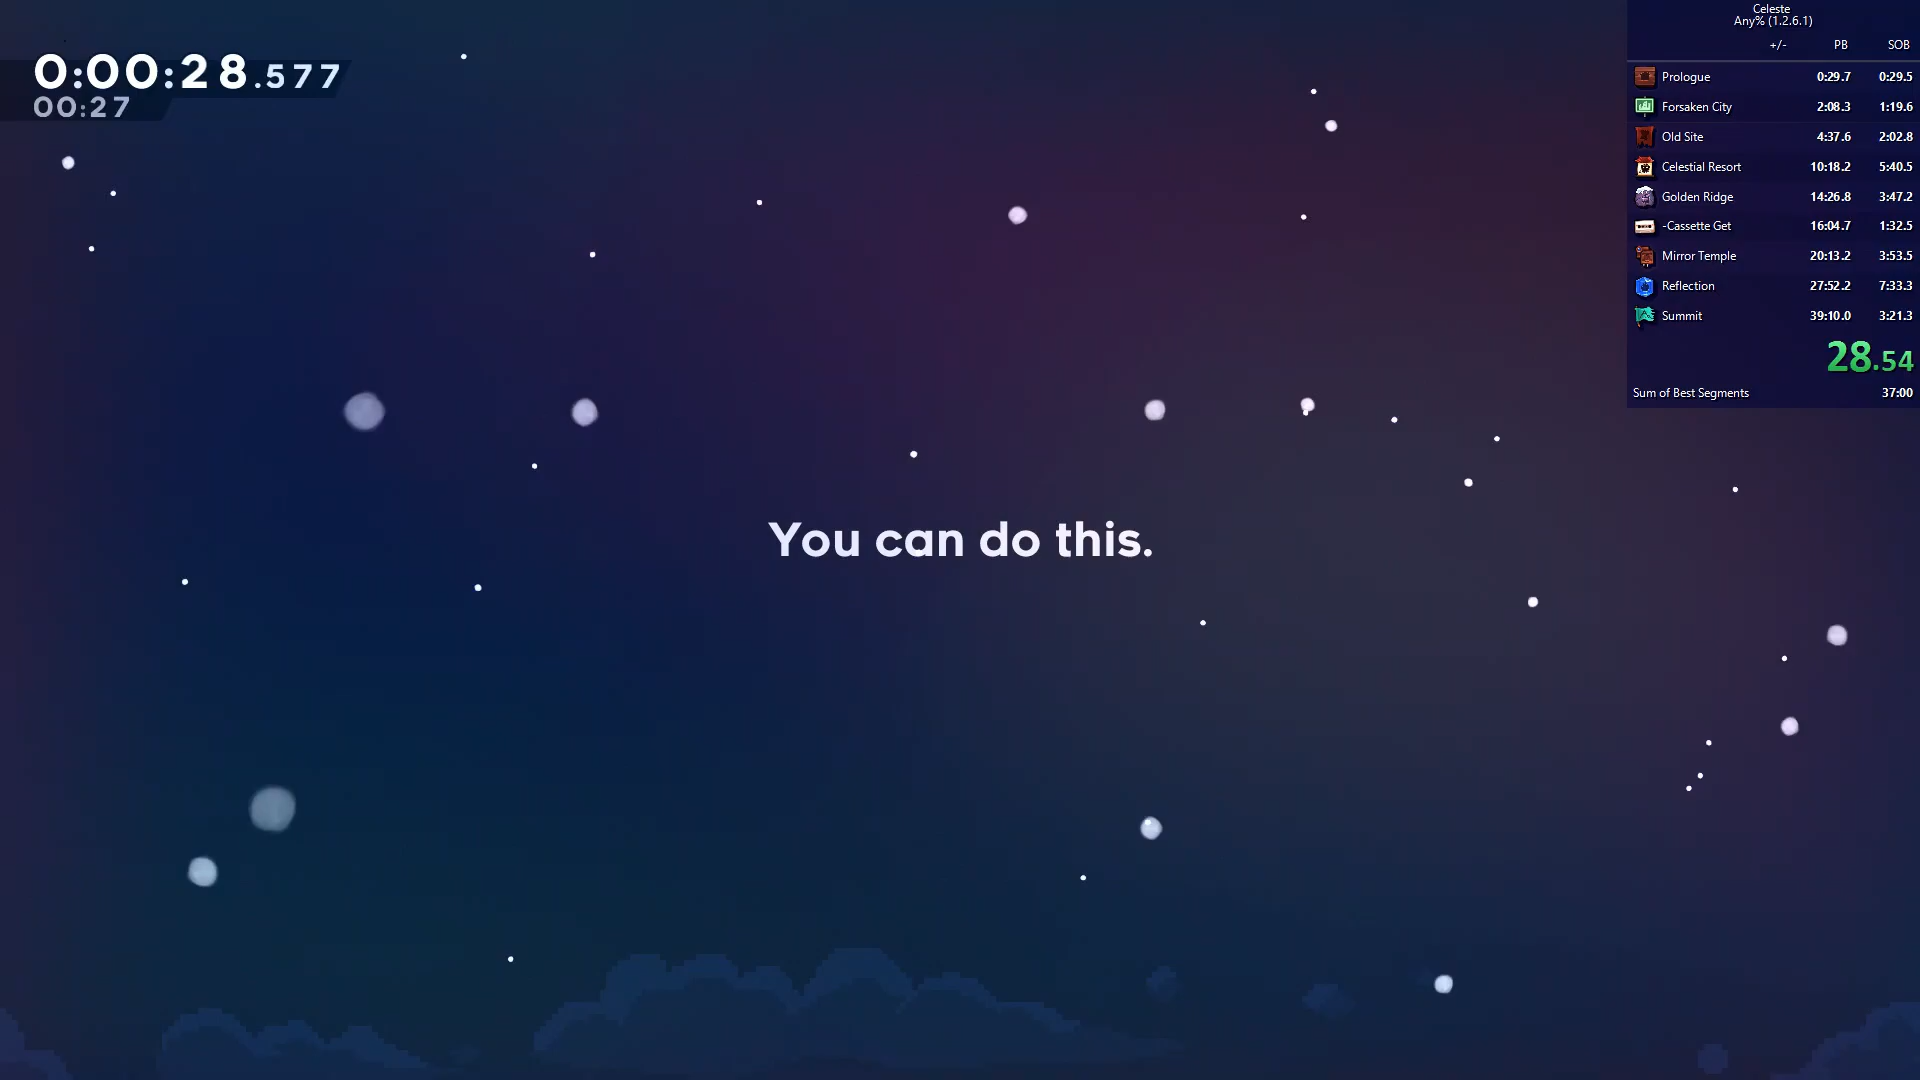 0:00:28.577
00:27
Celeste
Any% (1.2.6.1)
+/- PB SOB
Prologue 0:29.7 0:29.5
Forsaken City 2:08.3 1:19.6
Old Site 4:37.6 2:02.8
Celestial Resort 10:18.2 5:40.5
Golden Ridge 14:26.8 3:47.2
-Cassette Get 16:04.7 1:32.5
Mirror Temple 20:13.2 3:53.5
Reflection 27:52.2 7:33.3
Summit 39:10.0 3:21.3
28.54
Sum of Best Segments 37:00
You can do this.